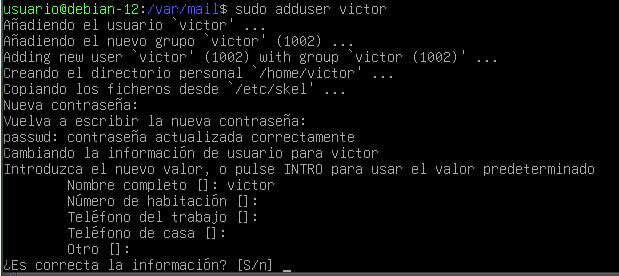 usuario@debian-12:/var/mail$ sudo adduser victor
Añadiendo el usuario `victor' ...
Añadiendo el nuevo grupo `victor' (1002) ...
Adding new user `victor' (1002) with group `victor (1002)' ...
Creando el directorio personal `/home/victor' ...
Copiando los ficheros desde `/etc/skel' ...
Nueva contraseña:
Vuelva a escribir la nueva contraseña:
passwd: contraseña actualizada correctamente
Cambiando la información de usuario para victor
Introduzca el nuevo valor, o pulse INTRO para usar el valor predeterminado
Nombre completo []: victor
Número de habitación []:
Teléfono del trabajo []:
Teléfono de casa []:
Otro []:
¿Es correcta la información? [S/n] _